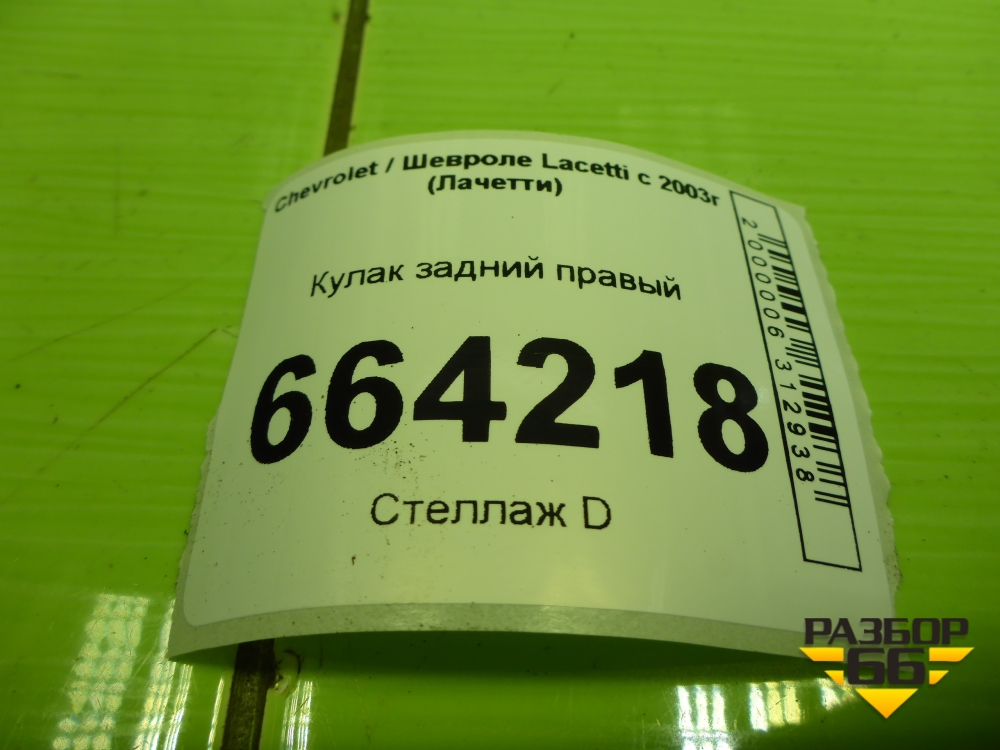 Chevrolet / Шевроле Lacetti с 2003г
(Лачетти)
Кулак задний правый
664218
Стеллаж D
2000006312938
РАЗБОР
66